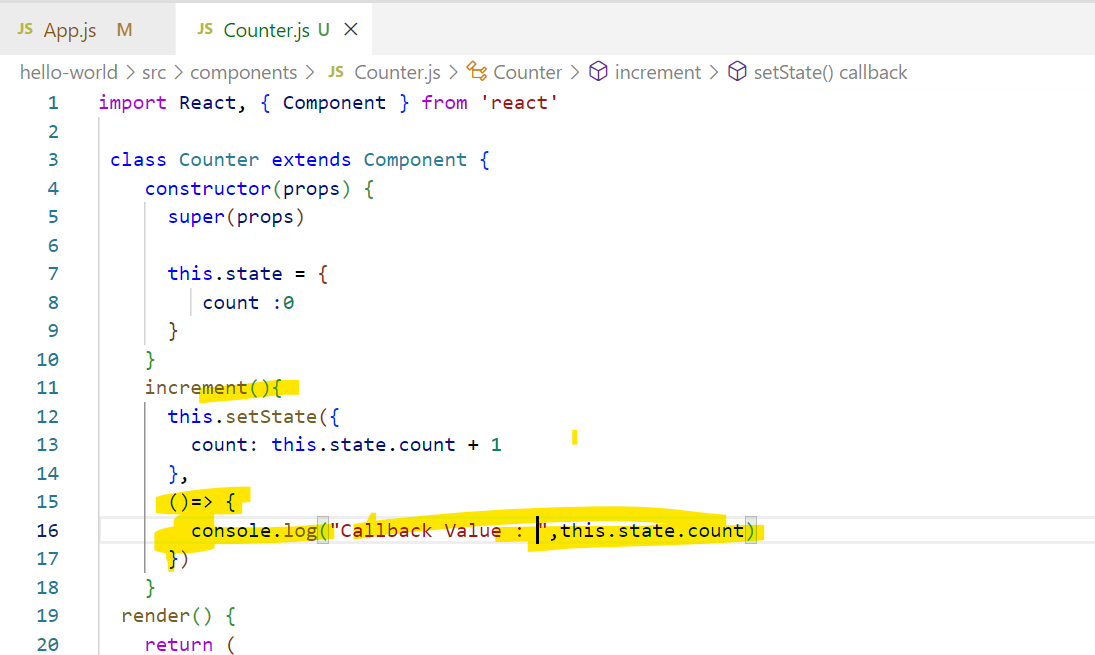 JS App.js M JS Counter.js U ×
hello-world > src > components > JS Counter.js > Counter > increment > setState() callback
1 import React, { Component } from 'react'
2
3 class Counter extends Component {
4 constructor(props) {
5 super(props)
6
7 this.state = {
8 count :0
9 }
10 }
11 increment(){
12 this.setState({
13 count: this.state.count + 1
14 },
15 ()=> {
16 console.log("Callback Value : ",this.state.count)
17 })
18 }
19 render() {
20 return (